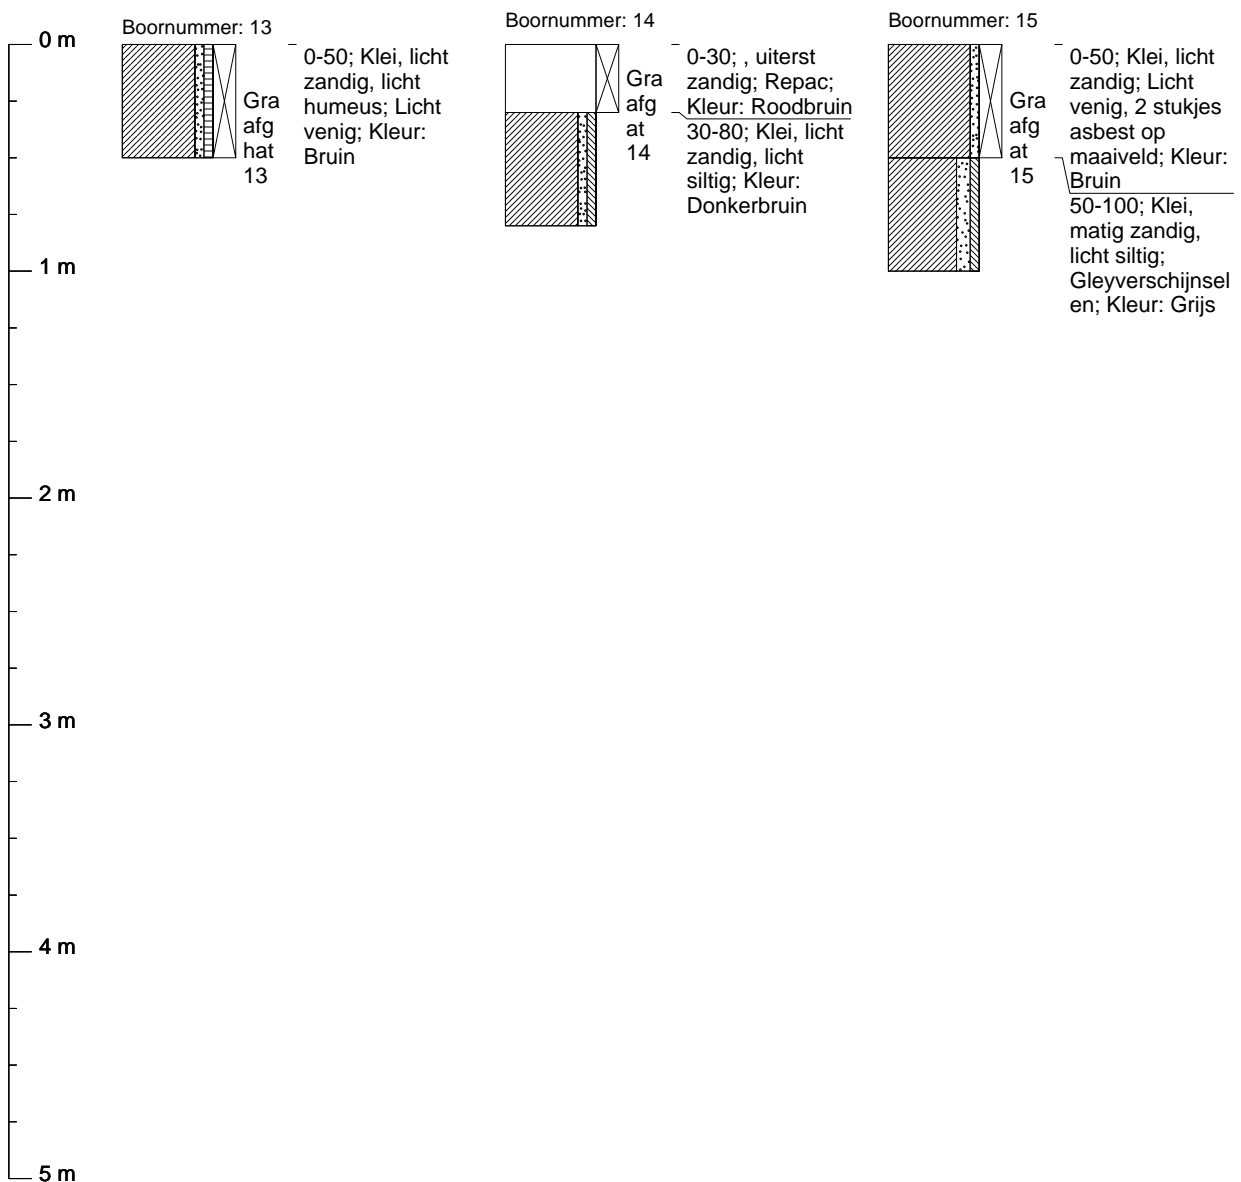 Boornummer: 13
Gra
afg
hat
13
0-50; Klei, licht
zandig, licht
humeus; Licht
venig; Kleur:
Bruin
Boornummer: 14
Gra
afg
at
14
0-30; , uiterst
zandig; Repac;
Kleur: Roodbruin
30-80; Klei, licht
zandig, licht
siltig; Kleur:
Donkerbruin
Boornummer: 15
Gra
afg
at
15
0-50; Klei, licht
zandig; Licht
venig, 2 stukjes
asbest op
maaiveld; Kleur:
Bruin
50-100; Klei,
matig zandig,
licht siltig;
Gleyverschijnsel
en; Kleur: Grijs
0 m
1 m
2 m
3 m
4 m
5 m